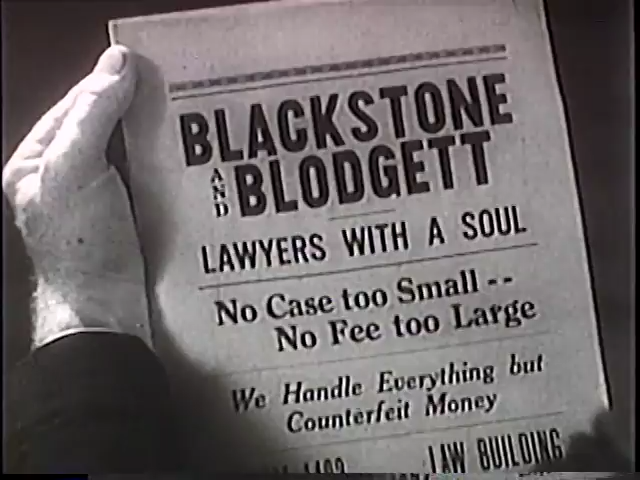 BLACKSTONE
AND BLODGETT
LAWYERS WITH A SOUL
No Case too Small --
No Fee too Large
We Handle Everything but
Counterfeit Money
LAW BUILDING